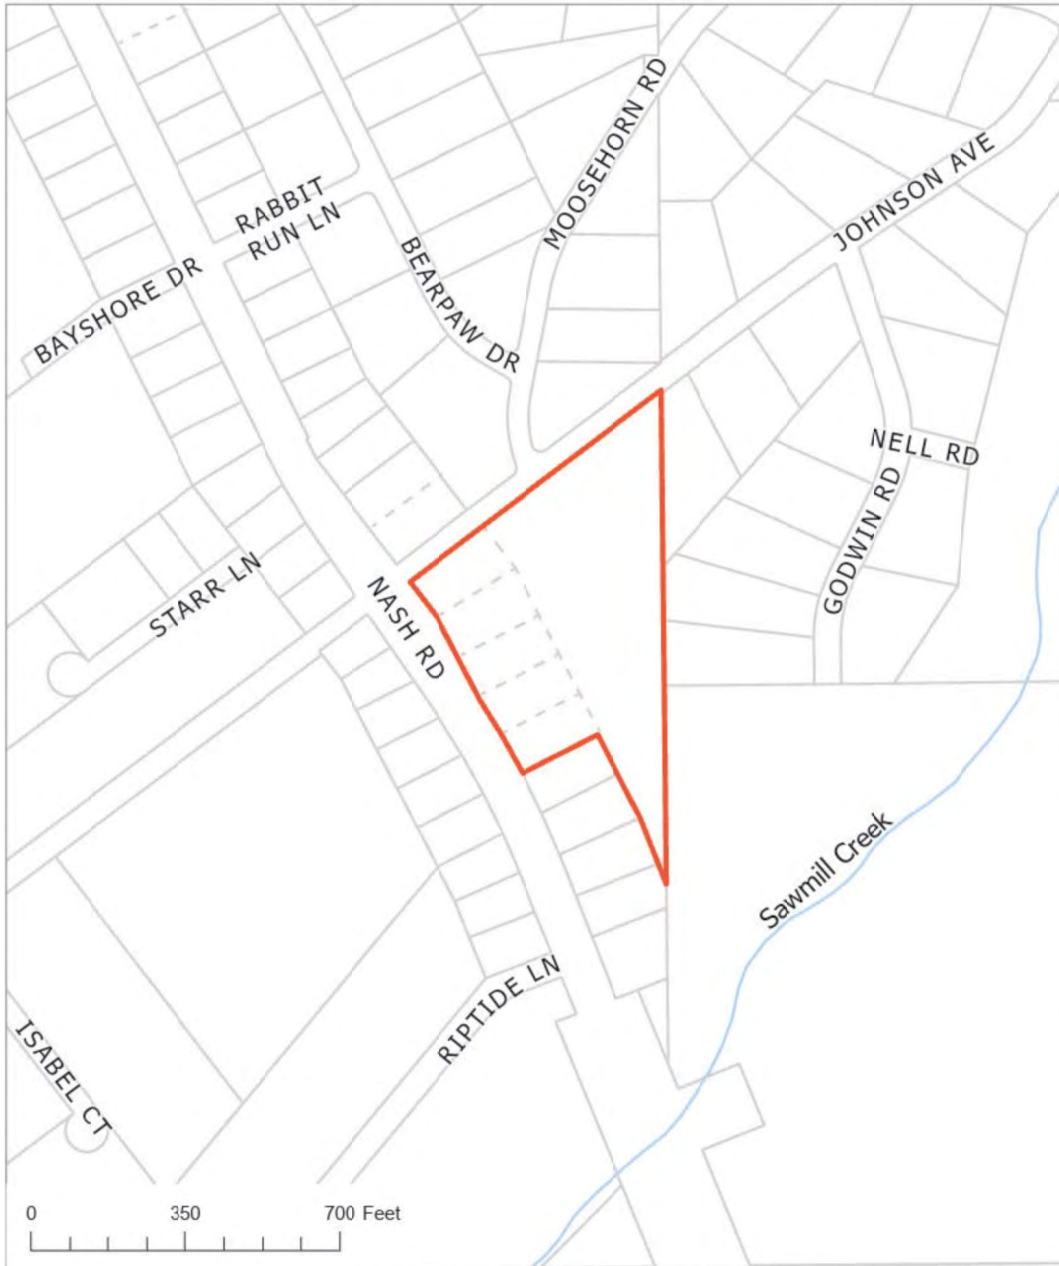 MOOSEHORN RD
JOHNSON AVE
RABBIT
RUN LN
BEARPAW DR
BAYSHORE DR
NELL RD
GODWIN RD
STARR LN
NASH RD
Sawmill Creek
RIPTIDE LN
ISABEL CT
0 350 700 Feet